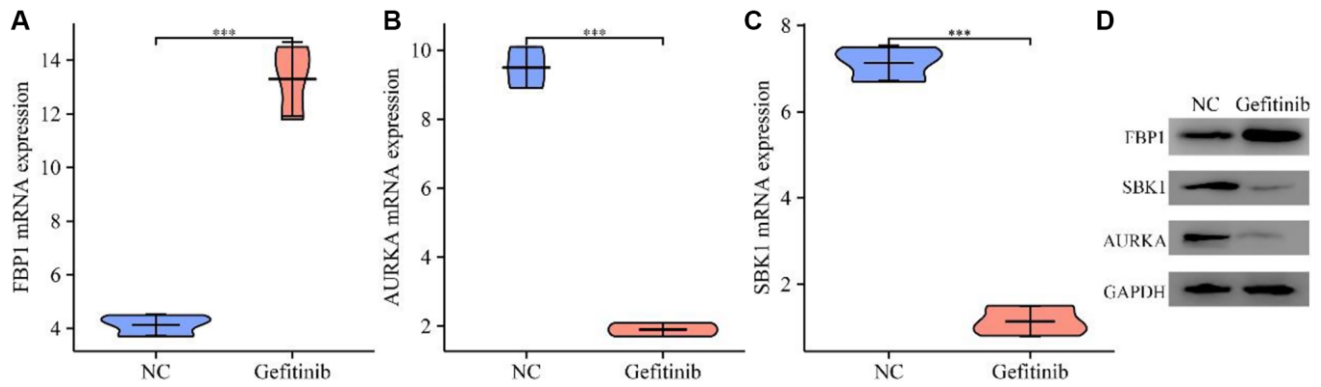 A
FBP1 mRNA expression
14
12
10
8
6
4
***
NC
Gefitinib
B
AURKA mRNA expression
10
8
6
4
2
***
NC
Gefitinib
C
SBK1 mRNA expression
8
6
4
2
***
NC
Gefitinib
D
NC Gefitinib
FBP1
SBK1
AURKA
GAPDH